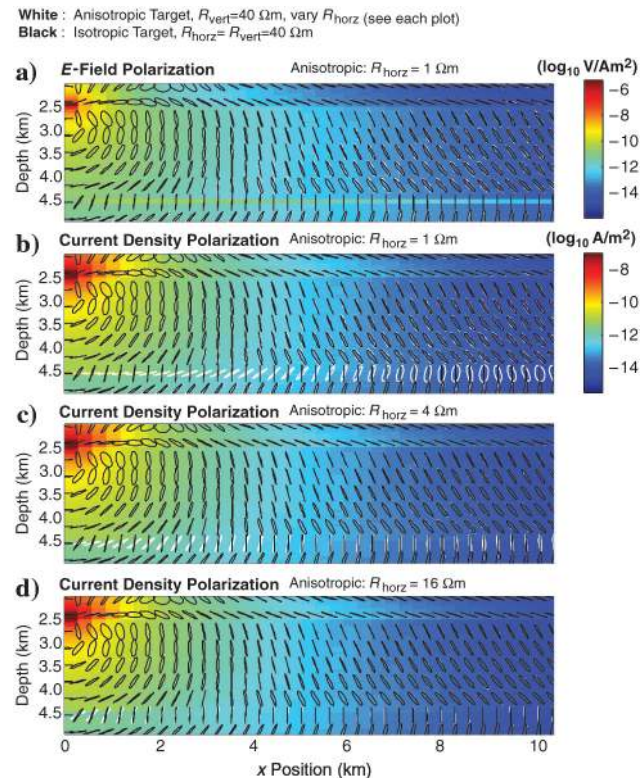 White : Anisotropic Target, Rvert=40 Ωm, vary Rhorz (see each plot)
Black : Isotropic Target, Rhorz= Rvert=40 Ωm
a) E-Field Polarization Anisotropic: Rhorz = 1 Ωm (log10 V/Am²)
2.5
3.0
3.5
4.0
4.5
Depth (km)
-6
-8
-10
-12
-14
b) Current Density Polarization Anisotropic: Rhorz = 1 Ωm (log10 A/m²)
2.5
3.0
3.5
4.0
4.5
Depth (km)
-8
-10
-12
-14
c) Current Density Polarization Anisotropic: Rhorz = 4 Ωm
2.5
3.0
3.5
4.0
4.5
Depth (km)
d) Current Density Polarization Anisotropic: Rhorz = 16 Ωm
2.5
3.0
3.5
4.0
4.5
Depth (km)
0 2 4 6 8 10
x Position (km)